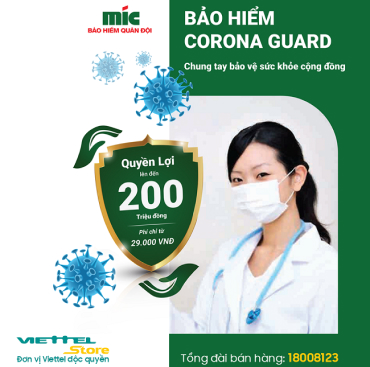 mic
BẢO HIỂM QUÂN ĐỘI
BẢO HIỂM
CORONA GUARD
Chung tay bảo vệ sức khỏe cộng đồng
Quyền Lợi
lên đến
200
Triệu đồng
Phí chỉ từ
29.000 VNĐ
VIETTEL
Store
Đơn vị Viettel độc quyền
Tổng đài bán hàng: 18008123